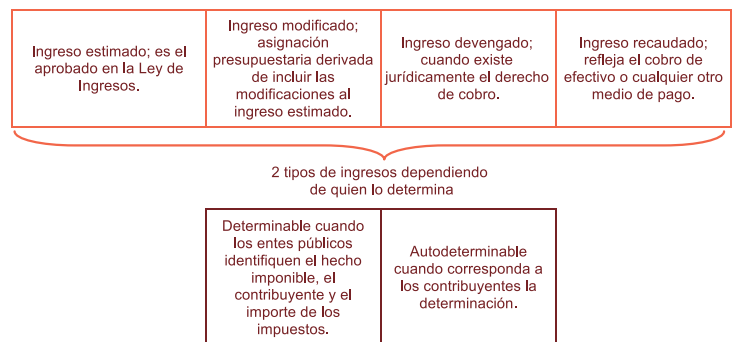 Ingreso estimado; es el
aprobado en la Ley de
Ingresos.
Ingreso modificado;
asignación
presupuestaria derivada
de incluir las
modificaciones al
ingreso estimado.
Ingreso devengado;
cuando existe
jurídicamente el derecho
de cobro.
Ingreso recaudado;
refleja el cobro de
efectivo o cualquier otro
medio de pago.
2 tipos de ingresos dependiendo
de quien lo determina
Determinable cuando
los entes públicos
identifiquen el hecho
imponible, el
contribuyente y el
importe de los
impuestos.
Autodeterminable
cuando corresponda a
los contribuyentes la
determinación.